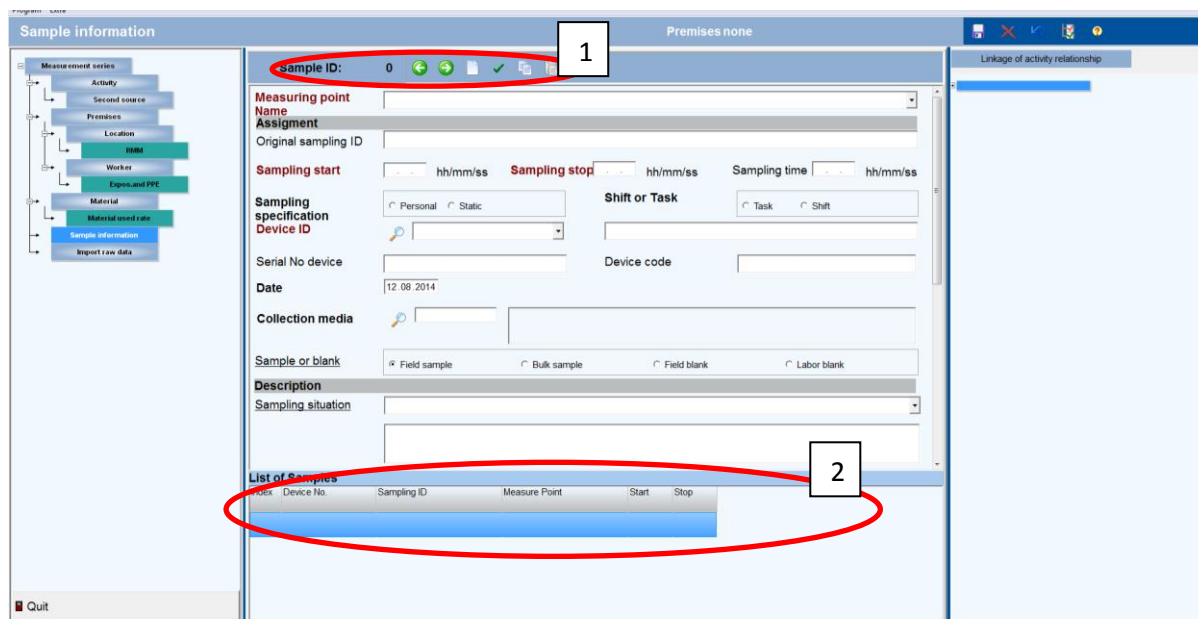 Program Extra
Sample information
Premises none
Measurement series
Activity
Second source
Premises
Location
RMM
Worker
Expos.and PPE
Material
Material used rate
Sample information
Import raw data
Quit
Sample ID: 0
1
Measuring point
Name
Assigment
Original sampling ID
Sampling start . . hh/mm/ss Sampling stop . . hh/mm/ss Sampling time . . hh/mm/ss
Sampling
specification
Personal Static
Shift or Task
Task Shift
Device ID
Serial No device
Device code
Date
12.08.2014
Collection media
Sample or blank
Field sample Bulk sample Field blank Labor blank
Description
Sampling situation
2
List of Samples
Index Device No. Sampling ID Measure Point Start Stop
Linkage of activity relationship